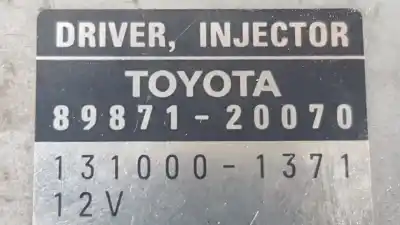 DRIVER, INJECTOR
TOYOTA
89871-20070
131000-1371
12V